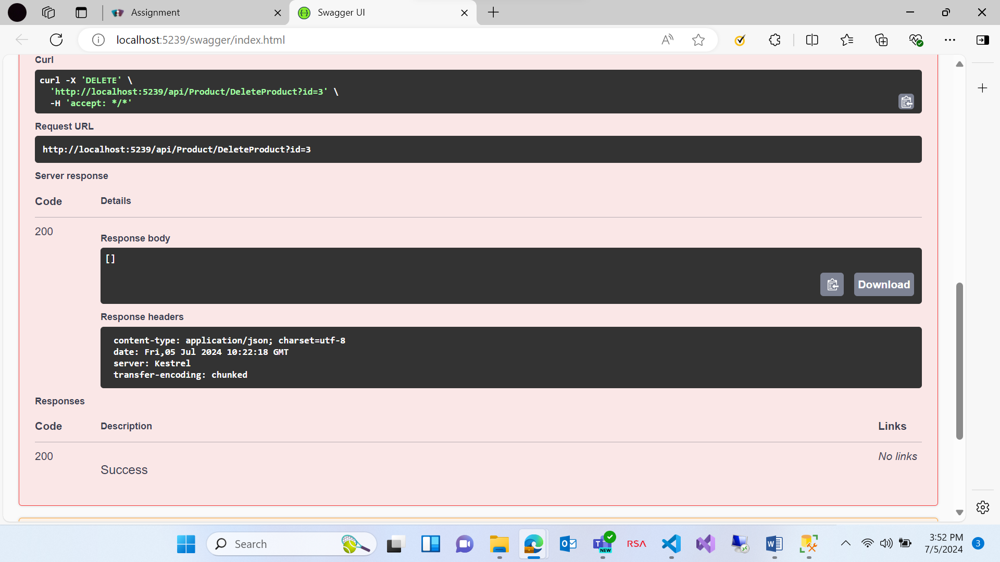 Assignment
Swagger UI
localhost:5239/swagger/index.html
Curl
curl -X 'DELETE' \
'http://localhost:5239/api/Product/DeleteProduct?id=3' \
-H 'accept: */*'
Request URL
http://localhost:5239/api/Product/DeleteProduct?id=3
Server response
Code Details
200
Response body
[]
Download
Response headers
content-type: application/json; charset=utf-8
date: Fri,05 Jul 2024 10:22:18 GMT
server: Kestrel
transfer-encoding: chunked
Responses
Code Description Links
200 No links
Success
Search
NEW
RSA
3:52 PM
7/5/2024
3